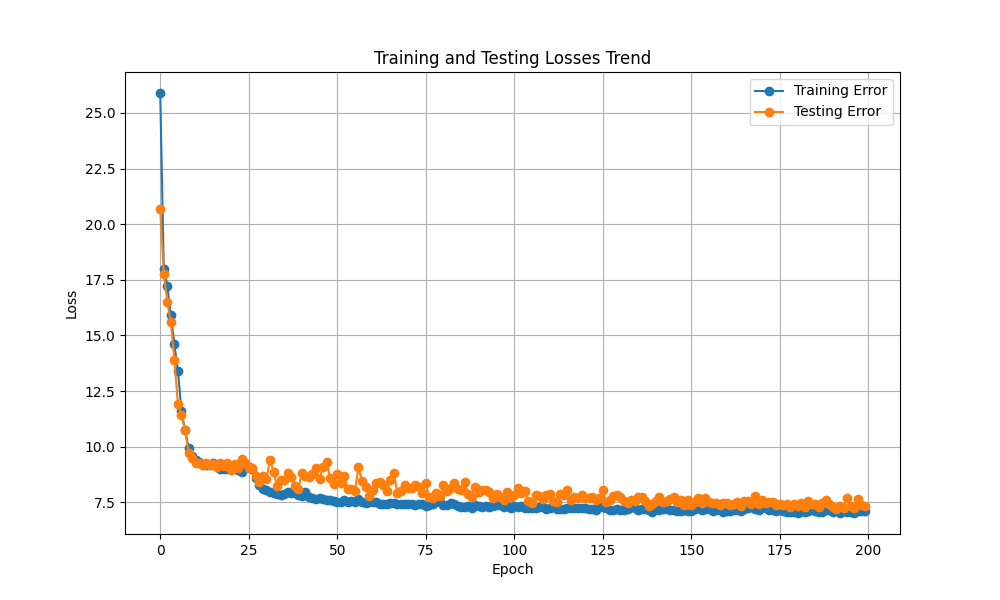 Training and Testing Losses Trend
Training Error
Testing Error
Loss
25.0
22.5
20.0
17.5
15.0
12.5
10.0
7.5
0 25 50 75 100 125 150 175 200
Epoch